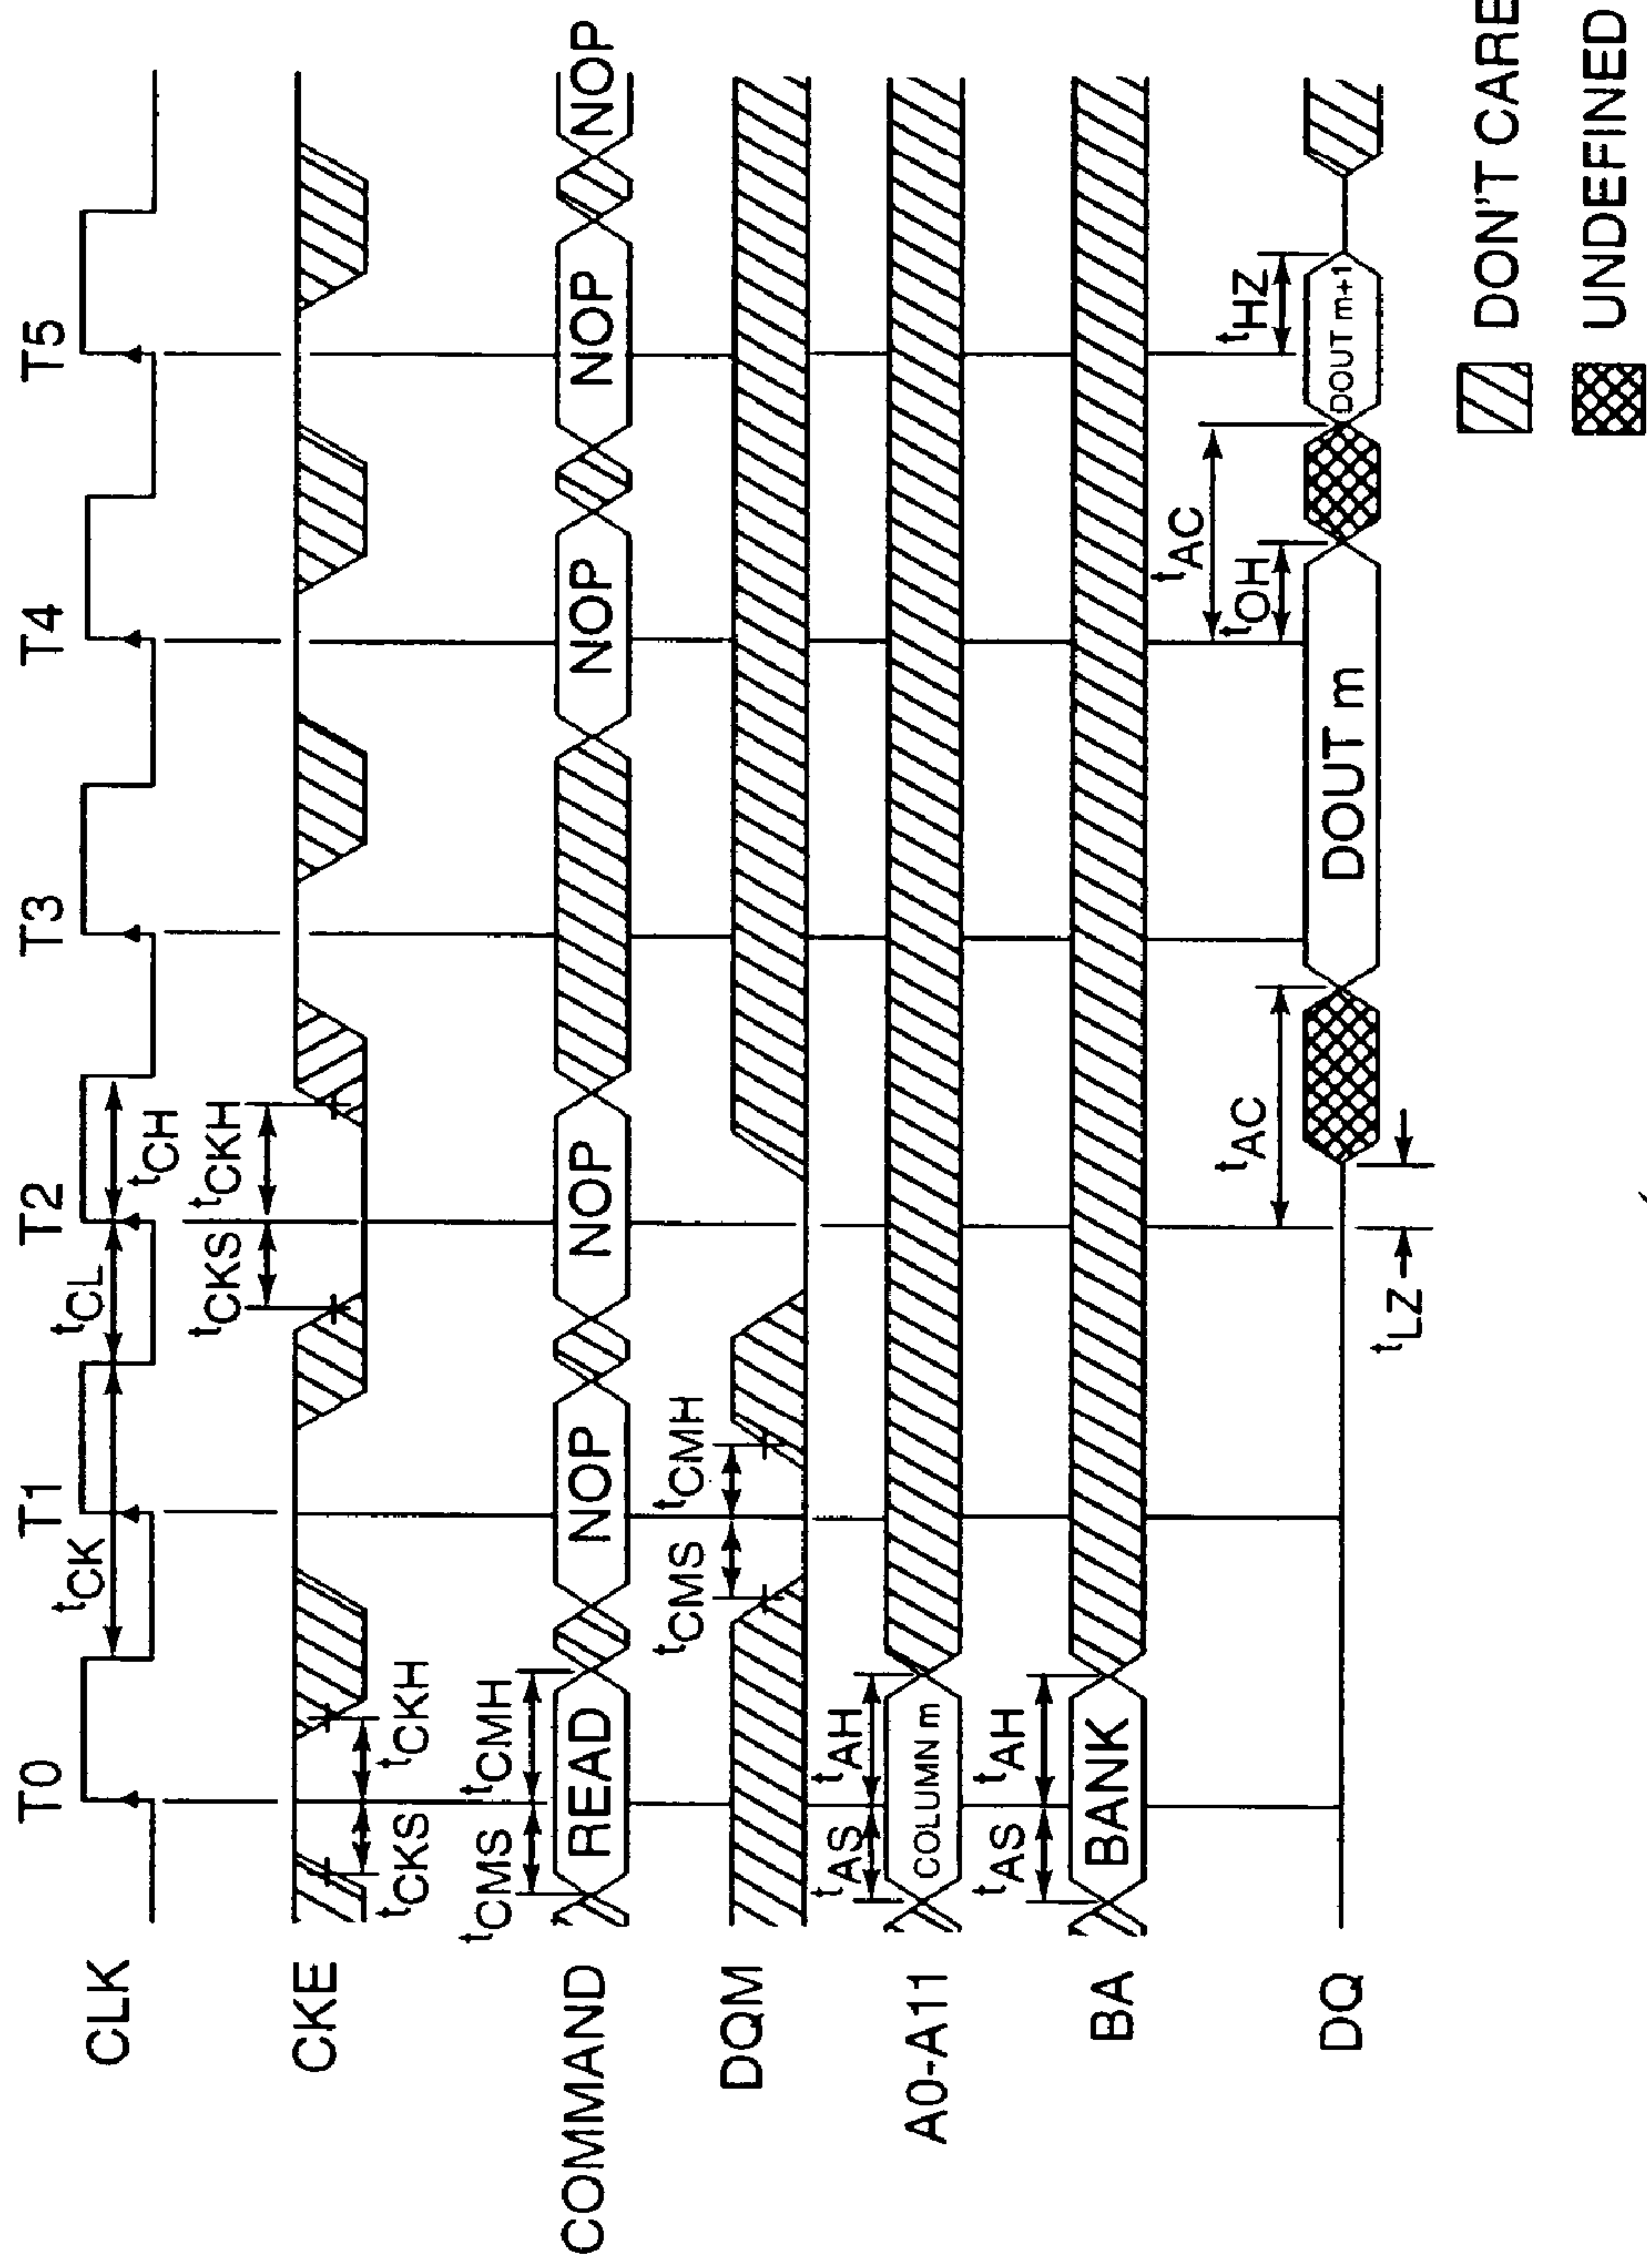 T0 T1 T2 T3 T4 T5
CLK
tCK tCL tCH
CKE
tCKS tCKH tCKS tCKH
tCMS tCMH
COMMAND READ NOP NOP NOP NOP NOP
tCMS tCMH
DQM
tAS tAH
A0-A11 COLUMN m
tAS tAH
BA BANK
tAC tAC
tOH tHZ
DQ DOUT m DOUT m+1
tLZ
DON'T CARE
UNDEFINED